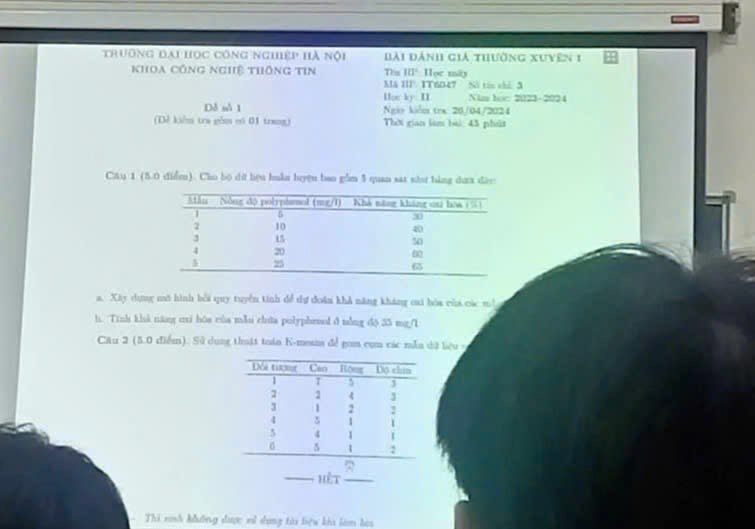 TRƯỜNG ĐẠI HỌC CÔNG NGHIỆP HÀ NỘI
KHOA CÔNG NGHỆ THÔNG TIN
Đề số 1
(Đề kiểm tra gồm có 01 trang)
BÀI ĐÁNH GIÁ THƯỜNG XUYÊN 1
Tên HP: Học máy
Mã HP: IT6047 Số tín chỉ: 3
Học kỳ: II Năm học: 2023-2024
Ngày kiểm tra: 26/04/2024
Thời gian làm bài: 45 phút
Câu 1 (5.0 điểm). Cho bộ dữ liệu huấn luyện bao gồm 5 quan sát như bảng dưới đây:
Mẫu Nồng độ polyphenol (mg/l) Khả năng kháng oxi hóa (%)
1 5 30
2 10 40
3 15 50
4 20 60
5 25 65
a. Xây dựng mô hình hồi quy tuyến tính để dự đoán khả năng kháng oxi hóa của các
b. Tính khả năng oxi hóa của mẫu chứa polyphenol ở nồng độ 35 mg/l
Câu 2 (5.0 điểm). Sử dụng thuật toán K-means để gom cụm các mẫu dữ liệu
Đối tượng Cao Rộng Độ chín
1 7 5 3
2 2 4 3
3 1 2 2
4 5 1 1
5 4 1 1
6 5 1 2
HẾT
Thí sinh không được sử dụng tài liệu khi làm bài